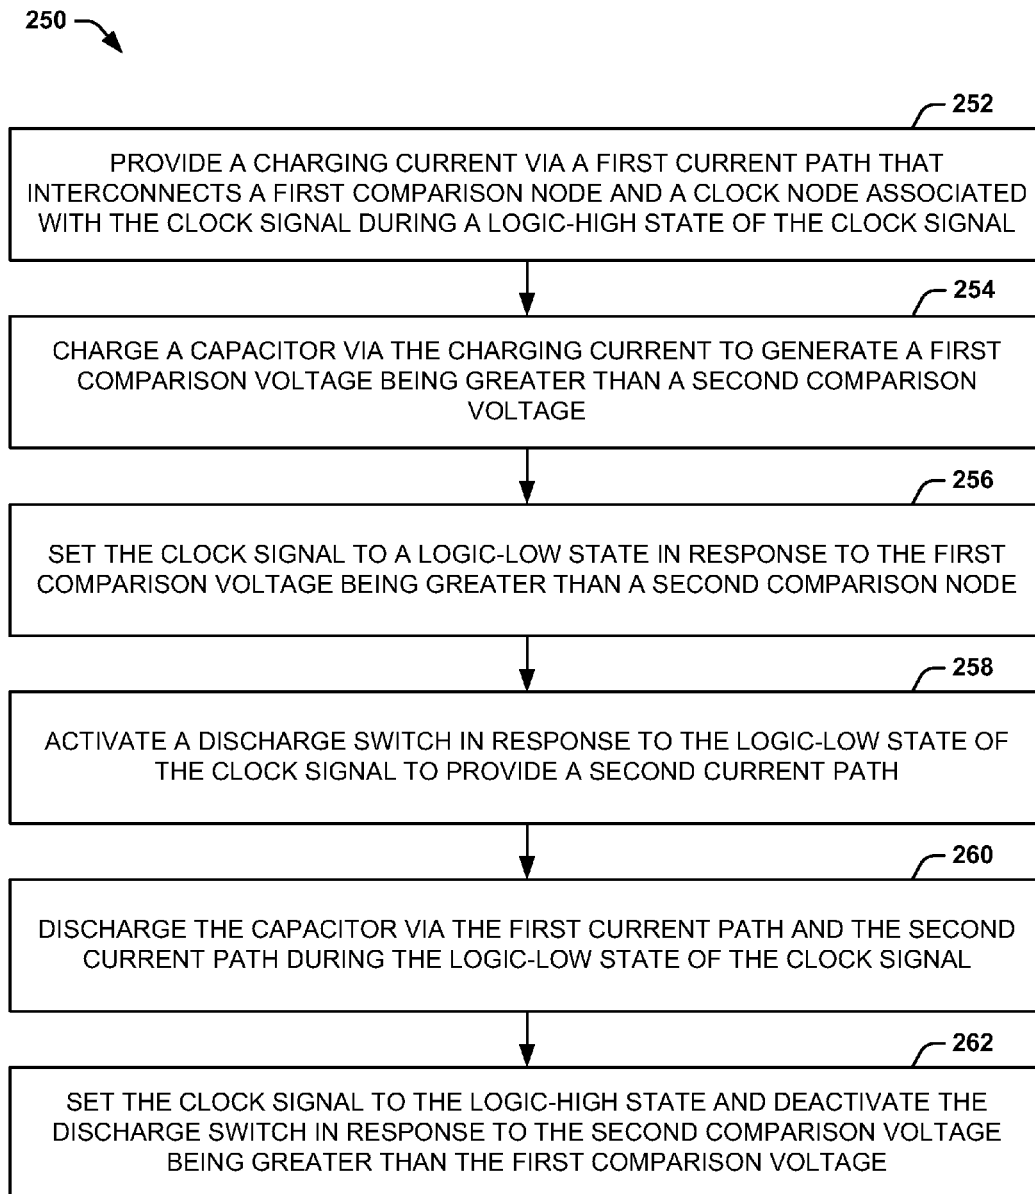 250
252
PROVIDE A CHARGING CURRENT VIA A FIRST CURRENT PATH THAT
INTERCONNECTS A FIRST COMPARISON NODE AND A CLOCK NODE ASSOCIATED
WITH THE CLOCK SIGNAL DURING A LOGIC-HIGH STATE OF THE CLOCK SIGNAL
254
CHARGE A CAPACITOR VIA THE CHARGING CURRENT TO GENERATE A FIRST
COMPARISON VOLTAGE BEING GREATER THAN A SECOND COMPARISON
VOLTAGE
256
SET THE CLOCK SIGNAL TO A LOGIC-LOW STATE IN RESPONSE TO THE FIRST
COMPARISON VOLTAGE BEING GREATER THAN A SECOND COMPARISON NODE
258
ACTIVATE A DISCHARGE SWITCH IN RESPONSE TO THE LOGIC-LOW STATE OF
THE CLOCK SIGNAL TO PROVIDE A SECOND CURRENT PATH
260
DISCHARGE THE CAPACITOR VIA THE FIRST CURRENT PATH AND THE SECOND
CURRENT PATH DURING THE LOGIC-LOW STATE OF THE CLOCK SIGNAL
262
SET THE CLOCK SIGNAL TO THE LOGIC-HIGH STATE AND DEACTIVATE THE
DISCHARGE SWITCH IN RESPONSE TO THE SECOND COMPARISON VOLTAGE
BEING GREATER THAN THE FIRST COMPARISON VOLTAGE